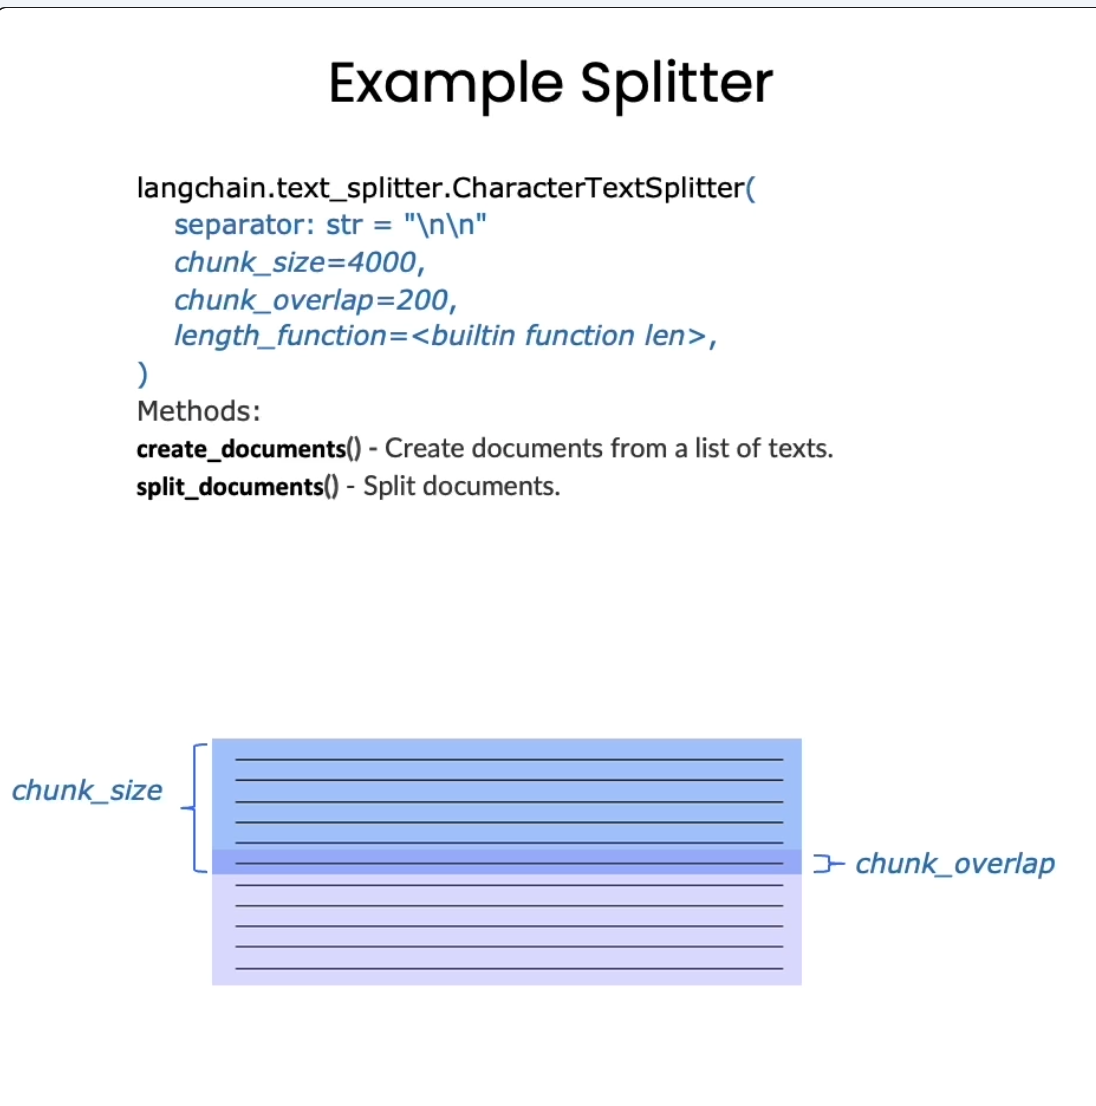 Example Splitter
langchain.text_splitter.CharacterTextSplitter(
separator: str = "\n\n"
chunk_size=4000,
chunk_overlap=200,
length_function=<builtin function len>,
)
Methods:
create_documents() - Create documents from a list of texts.
split_documents() - Split documents.
chunk_size
chunk_overlap